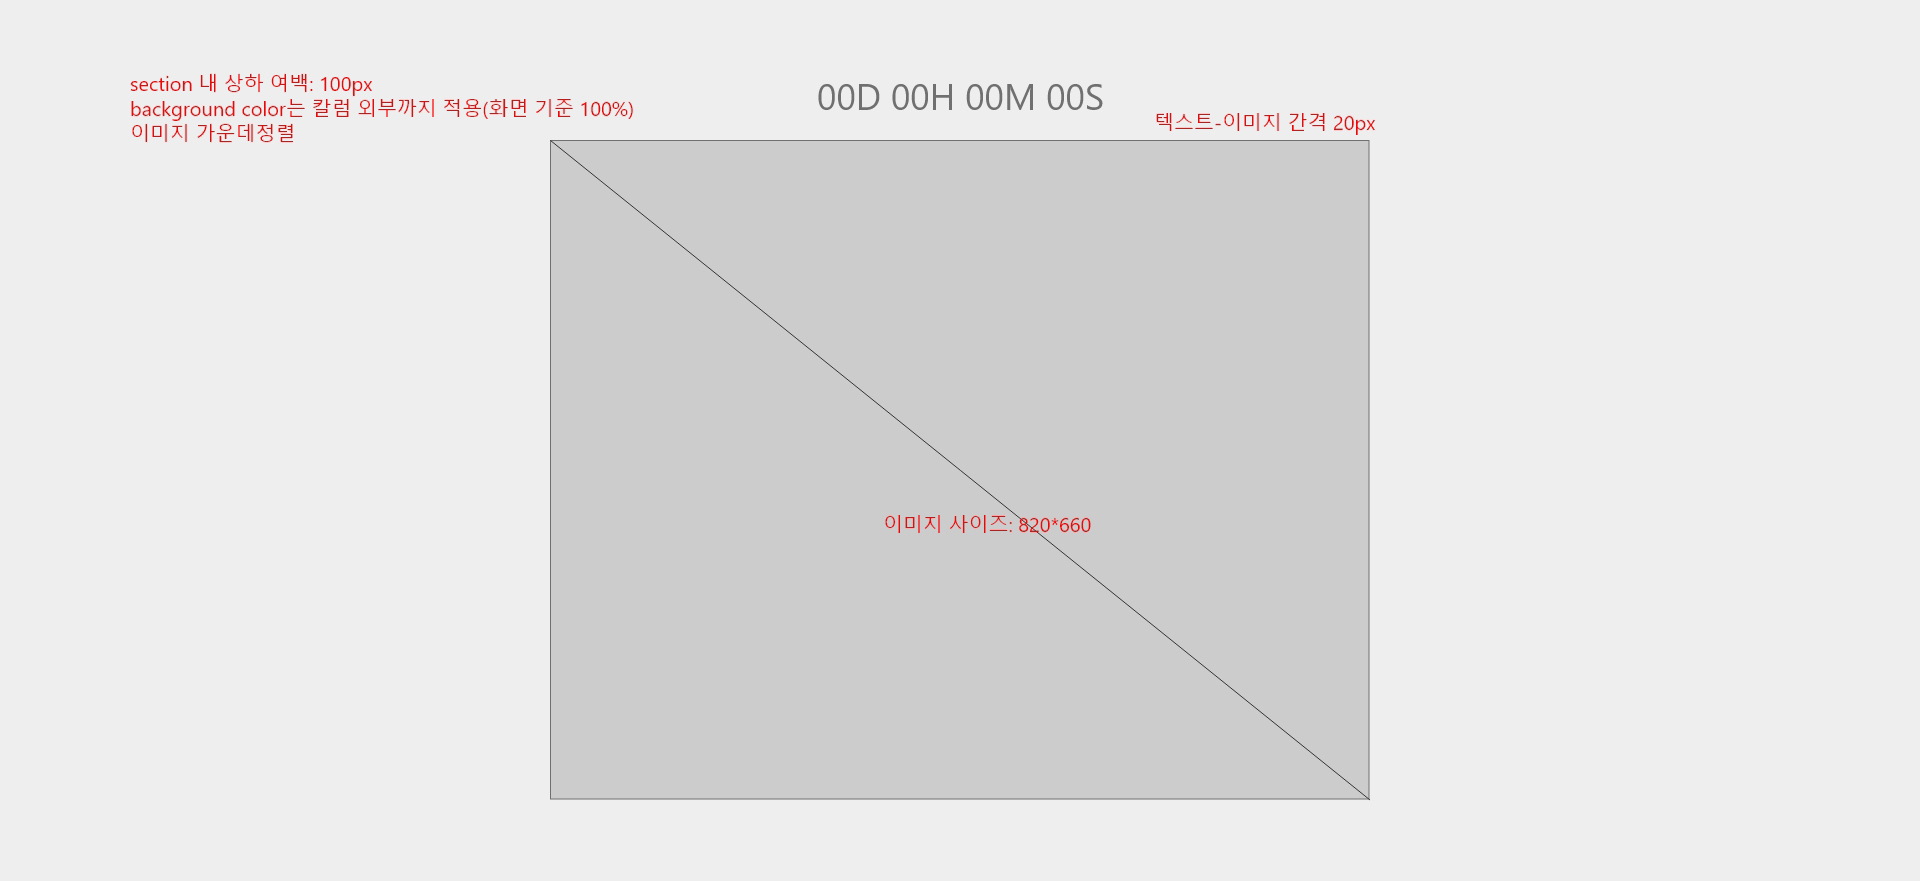 section 내 상하 여백: 100px
background color는 칼럼 외부까지 적용(화면 기준 100%)
이미지 가운데정렬
00D 00H 00M 00S
텍스트-이미지 간격 20px
이미지 사이즈: 820*660